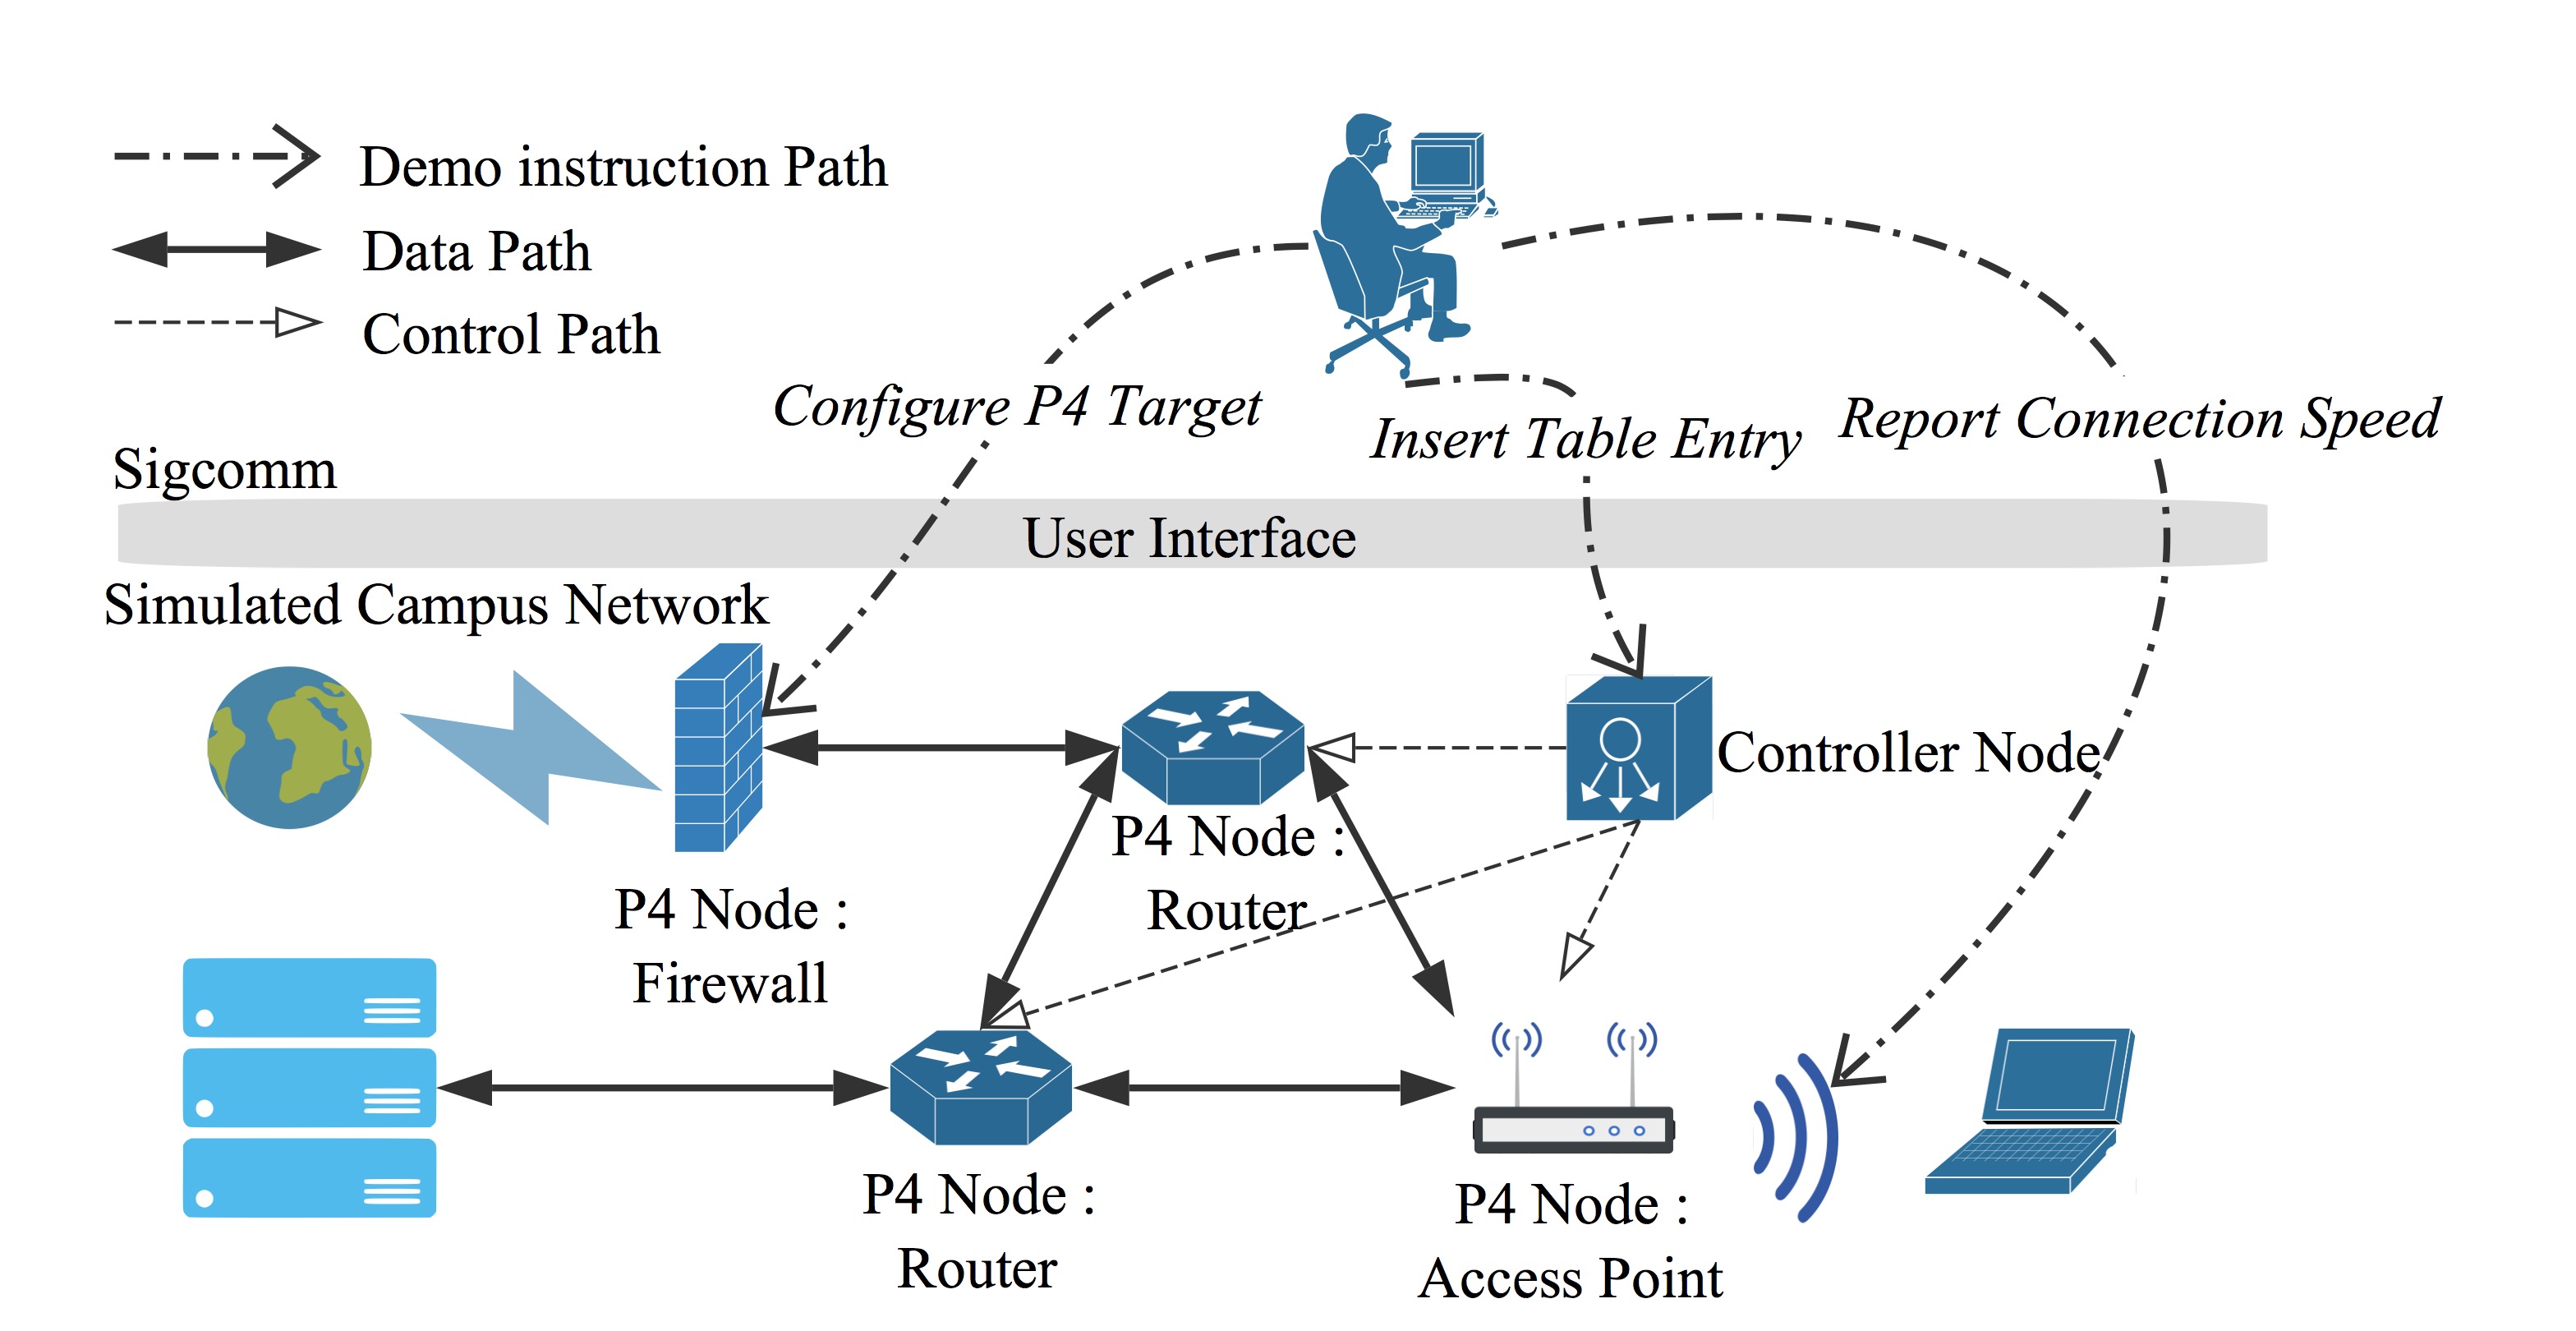 Demo instruction Path
Data Path
Control Path
Configure P4 Target
Insert Table Entry
Report Connection Speed
Sigcomm
User Interface
Simulated Campus Network
Controller Node
P4 Node :
Router
P4 Node :
Firewall
P4 Node :
Router
P4 Node :
Access Point